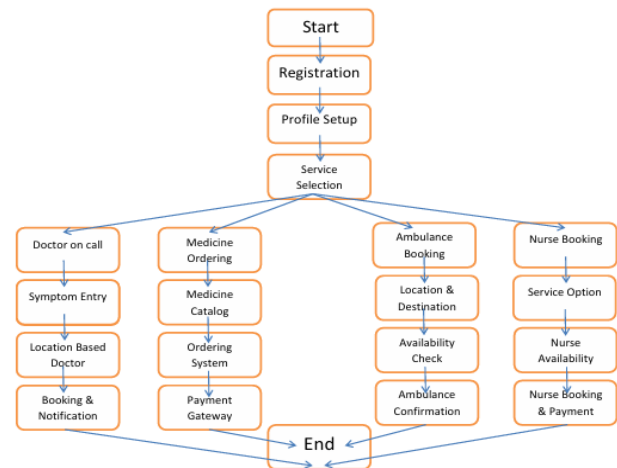 Start
Registration
Profile Setup
Service
Selection
Doctor on call
Medicine
Ordering
Ambulance
Booking
Nurse Booking
Symptom Entry
Medicine
Catalog
Location &
Destination
Service Option
Location Based
Doctor
Ordering
System
Availability
Check
Nurse
Availability
Booking &
Notification
Payment
Gateway
Ambulance
Confirmation
Nurse Booking
& Payment
End